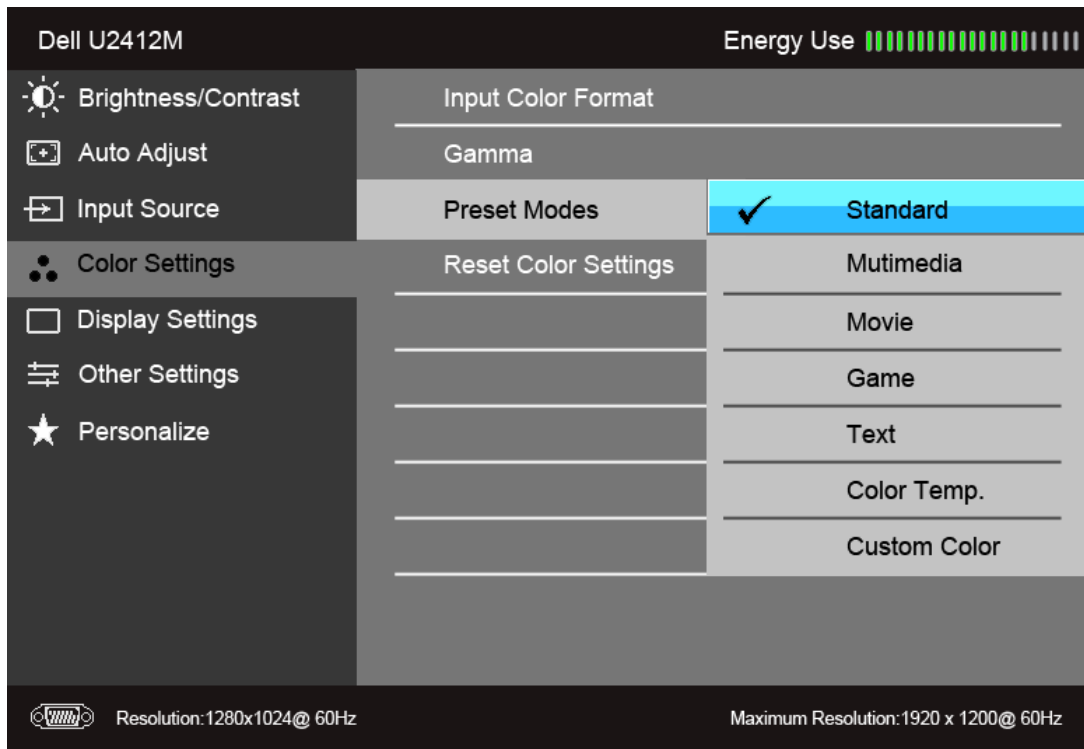 Dell U2412M
Energy Use
Brightness/Contrast
Auto Adjust
Input Source
Color Settings
Display Settings
Other Settings
Personalize
Input Color Format
Gamma
Preset Modes
Reset Color Settings
Standard
Mutimedia
Movie
Game
Text
Color Temp.
Custom Color
Resolution:1280x1024@ 60Hz
Maximum Resolution:1920 x 1200@ 60Hz